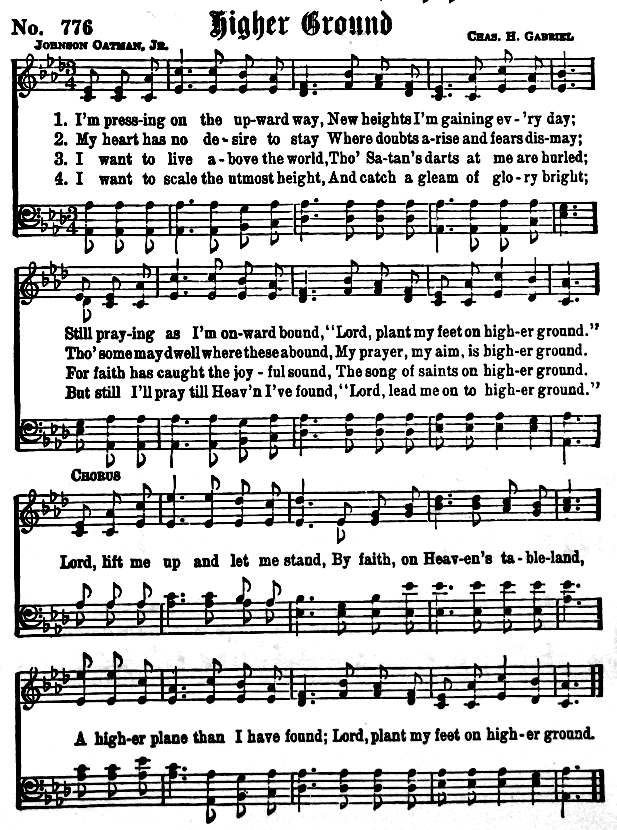 No. 776
Higher Ground
Johnson Oatman, Jr.
Chas. H. Gabriel
3 4
1. I'm press-ing on the up-ward way, New heights I'm gaining ev-'ry day;
2. My heart has no de-sire to stay Where doubts a-rise and fears dis-may;
3. I want to live a-bove the world, Tho' Sa-tan's darts at me are hurled;
4. I want to scale the utmost height, And catch a gleam of glo-ry bright;
3 4
Still pray-ing as I'm on-ward bound, "Lord, plant my feet on high-er ground."
Tho' some may dwell where these abound, My prayer, my aim, is high-er ground.
For faith has caught the joy-ful sound, The song of saints on high-er ground.
But still I'll pray till Heav'n I've found, "Lord, lead me on to high-er ground."
Chorus
Lord, lift me up and let me stand, By faith, on Heav-en's ta-ble-land,
A high-er plane than I have found; Lord, plant my feet on high-er ground.